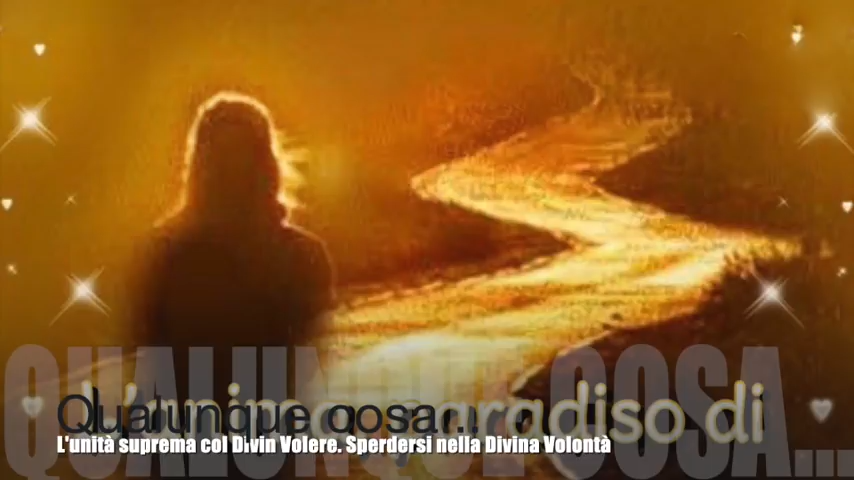 QUALUNQUE COSA...
Qualunque cosa...
paradiso di
L'unità suprema col Divin Volere. Sperdersi nella Divina Volontà